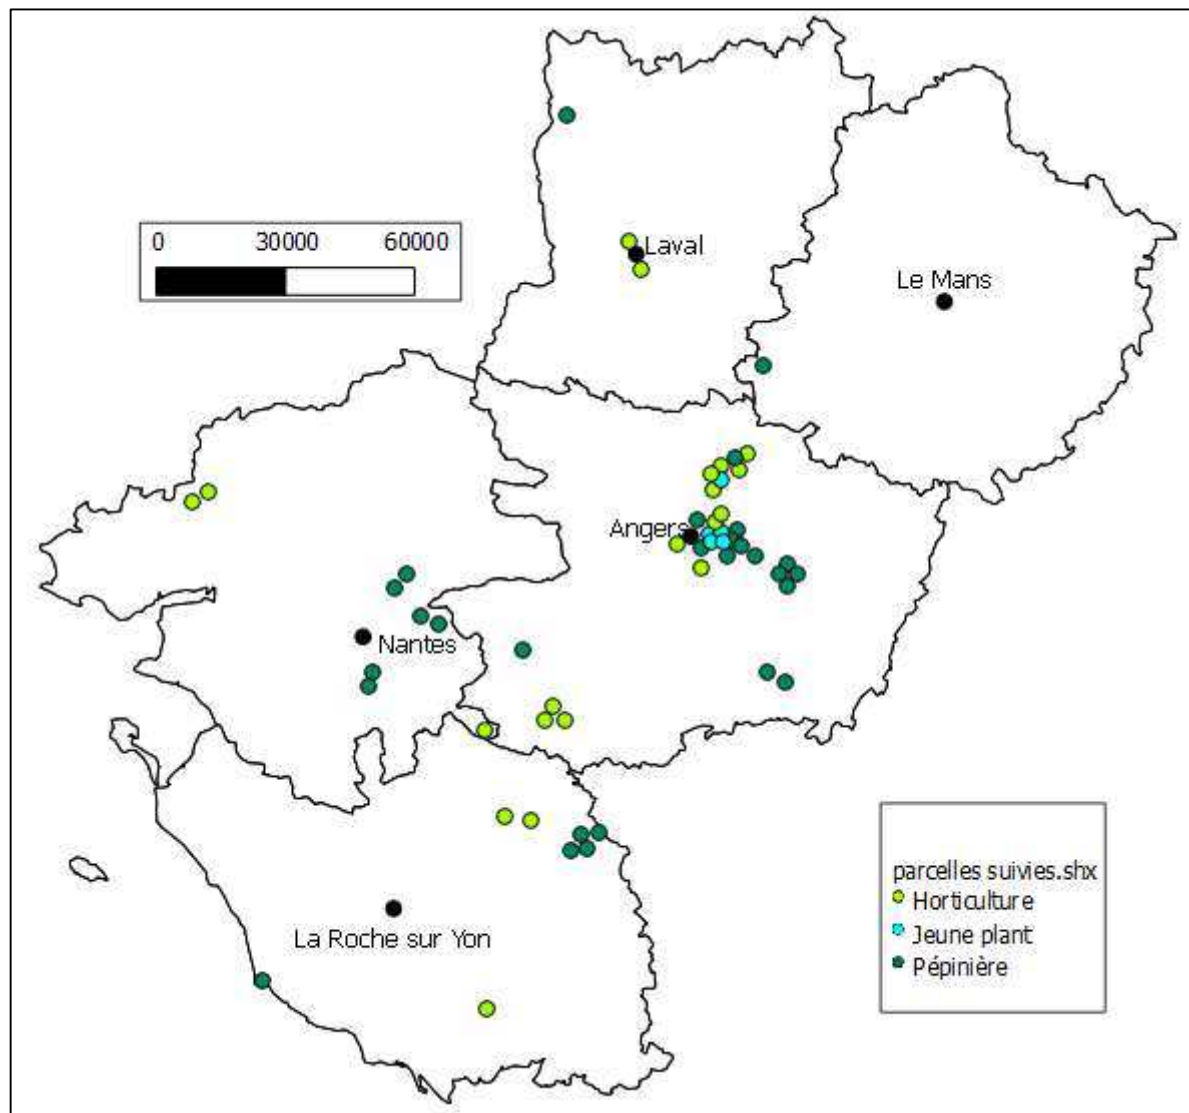 0 30000 60000
Laval
Le Mans
Angers
Nantes
La Roche sur Yon
parcelles suivies.shx
Horticulture
Jeune plant
Pépinière